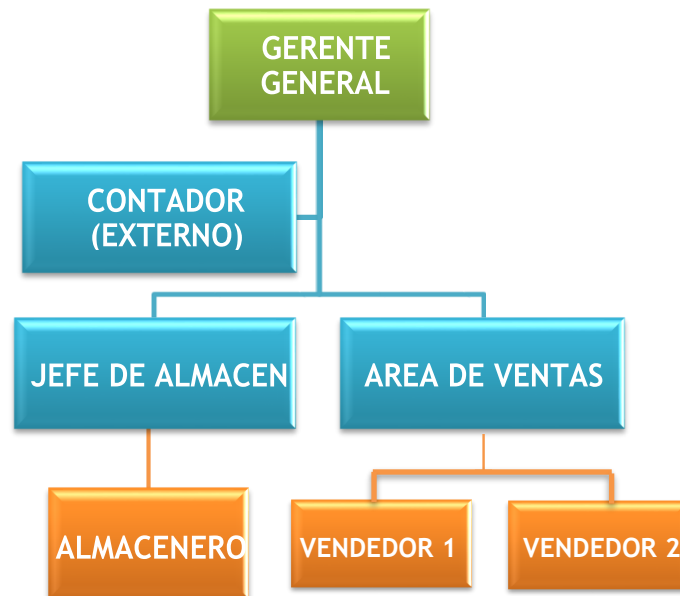 GERENTE
GENERAL
CONTADOR
(EXTERNO)
JEFE DE ALMACEN
AREA DE VENTAS
ALMACENERO
VENDEDOR 1
VENDEDOR 2